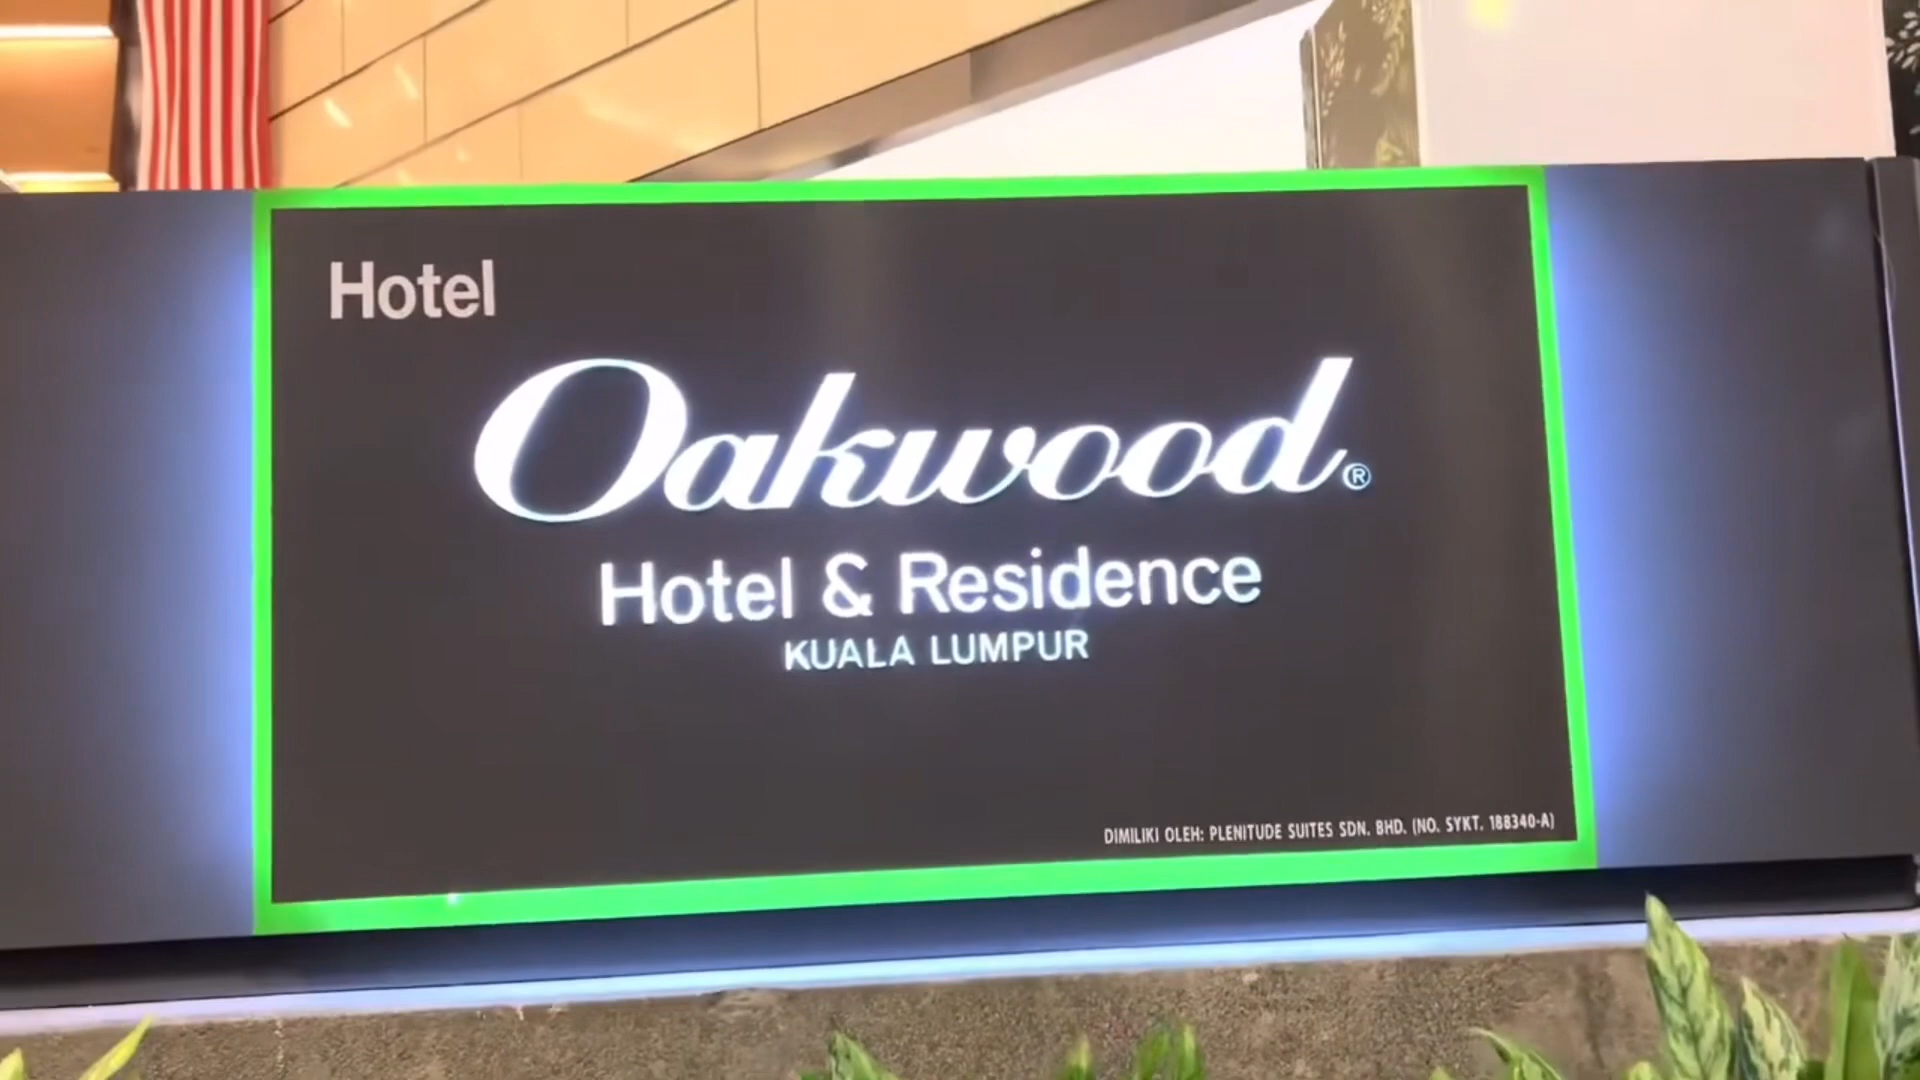 Hotel
Oakwood®
Hotel & Residence
KUALA LUMPUR
DIMILIKI OLEH: PLENITUDE SUITES SDN. BHD. (NO. SYKT. 188340-A)